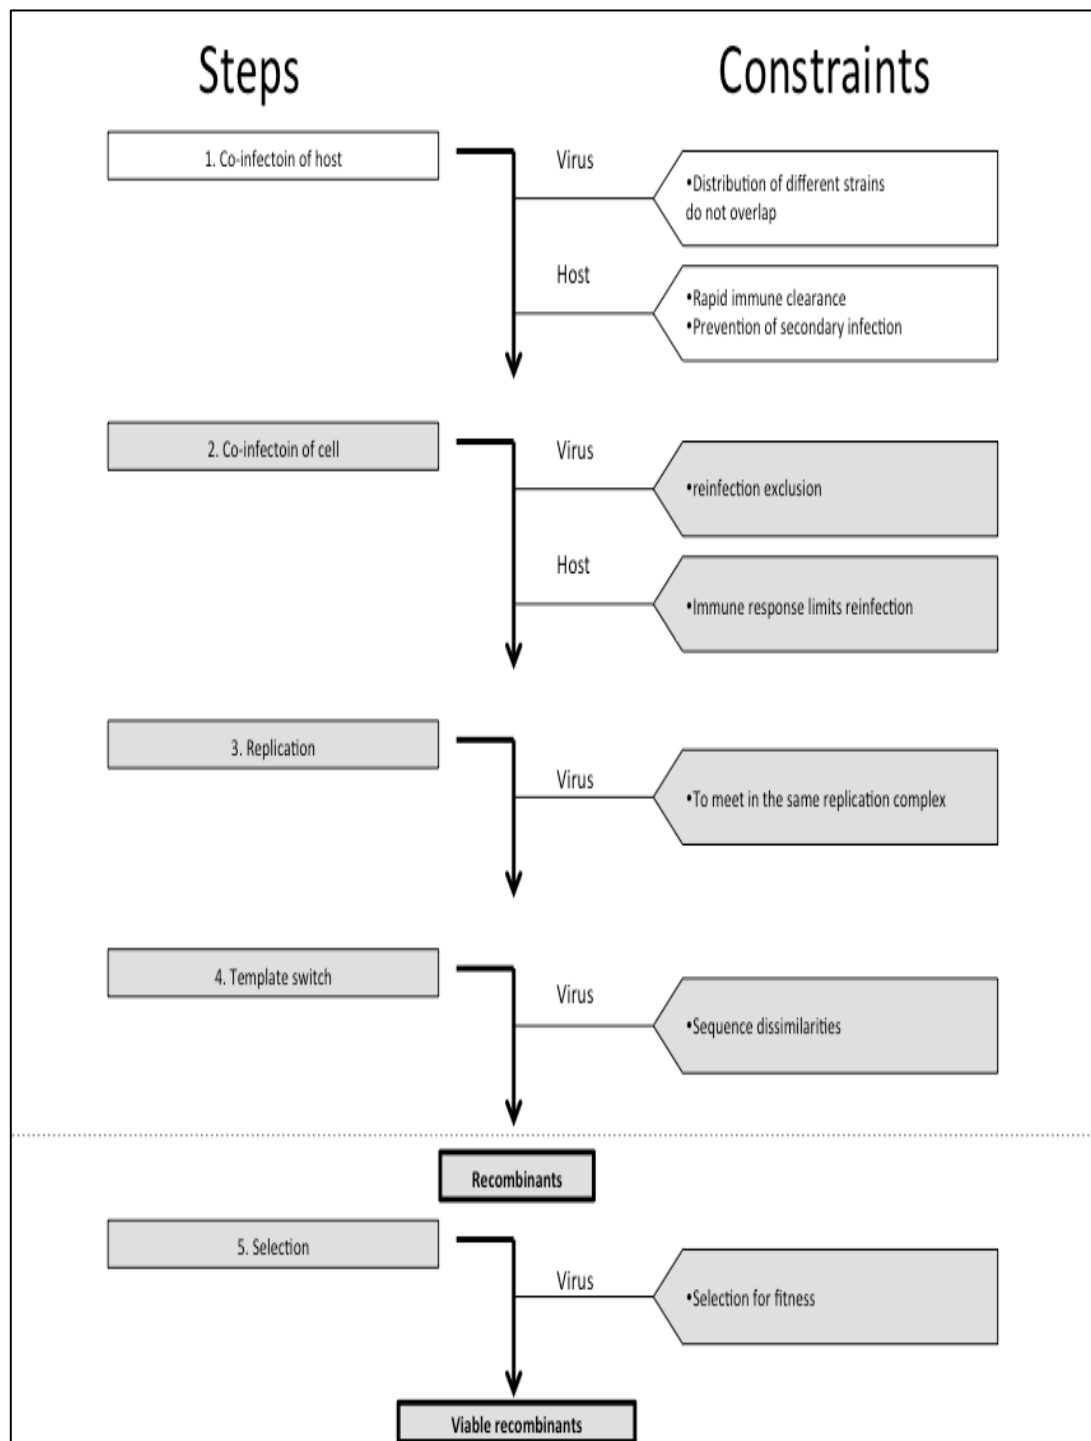 Steps
Constraints
1. Co-infectoin of host
Virus
•Distribution of different strains
do not overlap
Host
•Rapid immune clearance
•Prevention of secondary infection
2. Co-infectoin of cell
Virus
•reinfection exclusion
Host
•Immune response limits reinfection
3. Replication
Virus
•To meet in the same replication complex
4. Template switch
Virus
•Sequence dissimilarities
Recombinants
5. Selection
Virus
•Selection for fitness
Viable recombinants